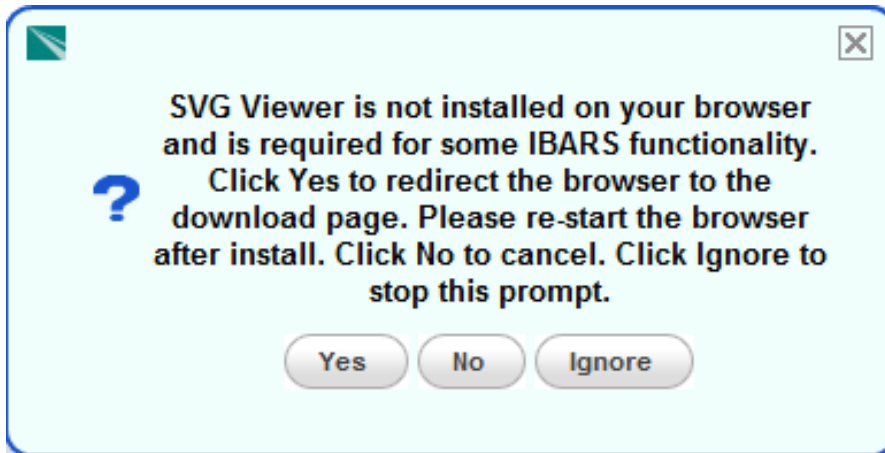 SVG Viewer is not installed on your browser
and is required for some IBARS functionality.
Click Yes to redirect the browser to the
download page. Please re-start the browser
after install. Click No to cancel. Click Ignore to
stop this prompt.
Yes No Ignore